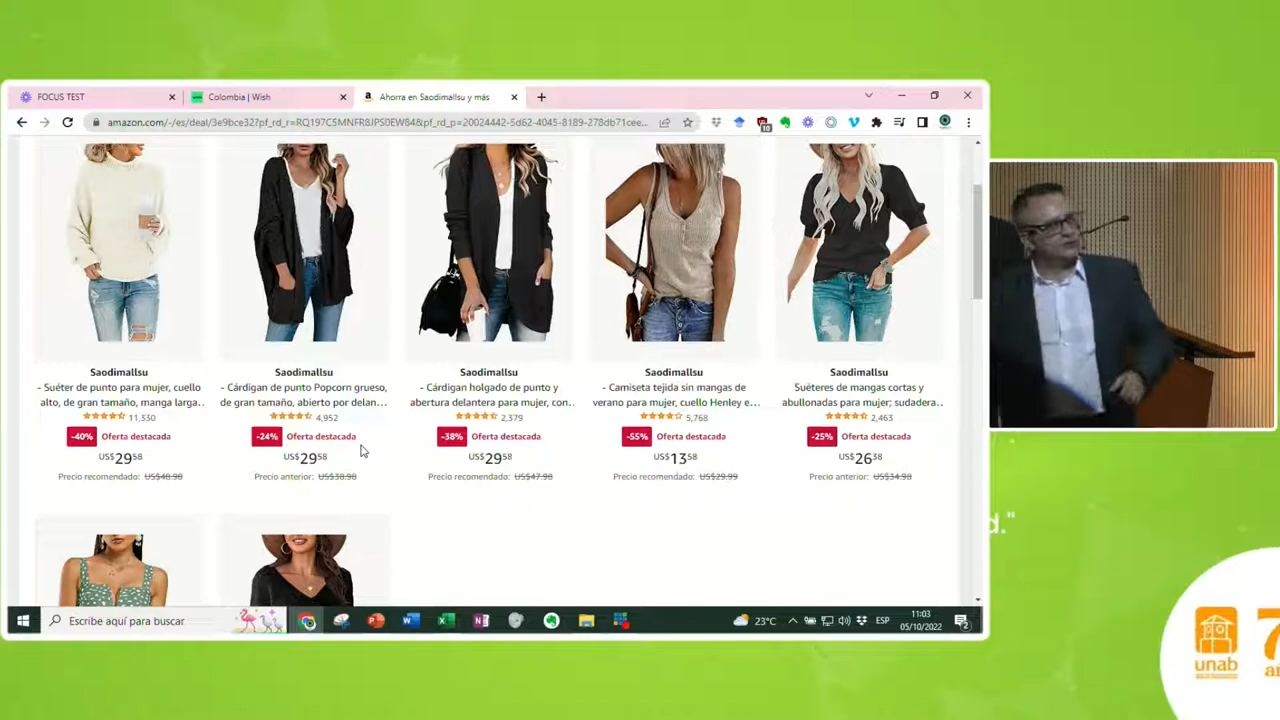 FOCUS TEST
Colombia | Wish
Ahorra en Saodimallsu y más
amazon.com/-/es/deal/3e9bce32?pf_rd_r=RQ197C5MNFR8JPS0EW84&pf_rd_p=20024442-5d62-4045-8189-278db71cee...
10
Saodimallsu
- Suéter de punto para mujer, cuello
alto, de gran tamaño, manga larga...
11,330
-40% Oferta destacada
US$2958
Precio recomendado: US$48.98
Saodimallsu
- Cárdigan de punto Popcorn grueso,
de gran tamaño, abierto por delan...
4,952
-24% Oferta destacada
US$2958
Precio anterior: US$38.98
Saodimallsu
- Cárdigan holgado de punto y
abertura delantera para mujer, con...
2,379
-38% Oferta destacada
US$2958
Precio recomendado: US$47.98
Saodimallsu
- Camiseta tejida sin mangas de
verano para mujer, cuello Henley e...
5,768
-55% Oferta destacada
US$1358
Precio recomendado: US$29.99
Saodimallsu
Suéteres de mangas cortas y
abullonadas para mujer; sudadera...
2,463
-25% Oferta destacada
US$2638
Precio anterior: US$34.98
d."
Escribe aquí para buscar
23°C
ESP
11:03
05/10/2022
2
unab
7
añ